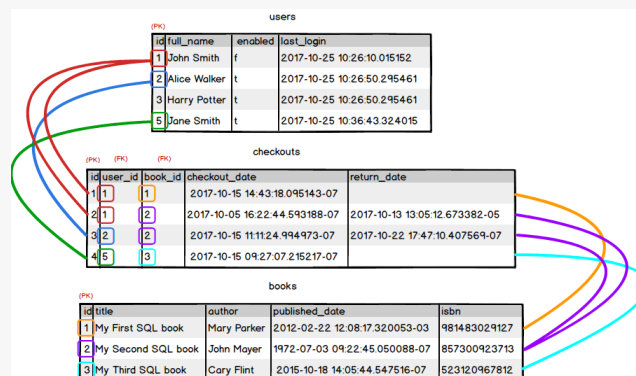 users
(PK)
id full_name enabled last_login
1 John Smith f 2017-10-25 10:26:10.015152
2 Alice Walker t 2017-10-25 10:26:50.295461
3 Harry Potter t 2017-10-25 10:26:50.295461
5 Jane Smith t 2017-10-25 10:36:43.324015
checkouts
(PK) (FK) (FK)
id user_id book_id checkout_date return_date
1 1 1 2017-10-15 14:43:18.095143-07
2 1 2 2017-10-05 16:22:44.593188-07 2017-10-13 13:05:12.673382-05
3 2 2 2017-10-15 11:11:24.994973-07 2017-10-22 17:47:10.407569-07
4 5 3 2017-10-15 09:27:07.215217-07
books
(PK)
id title author published_date isbn
1 My First SQL book Mary Parker 2012-02-22 12:08:17.320053-03 981483029127
2 My Second SQL book John Mayer 1972-07-03 09:22:45.050088-07 857300923713
3 My Third SQL book Cary Flint 2015-10-18 14:05:44.547516-07 523120967812